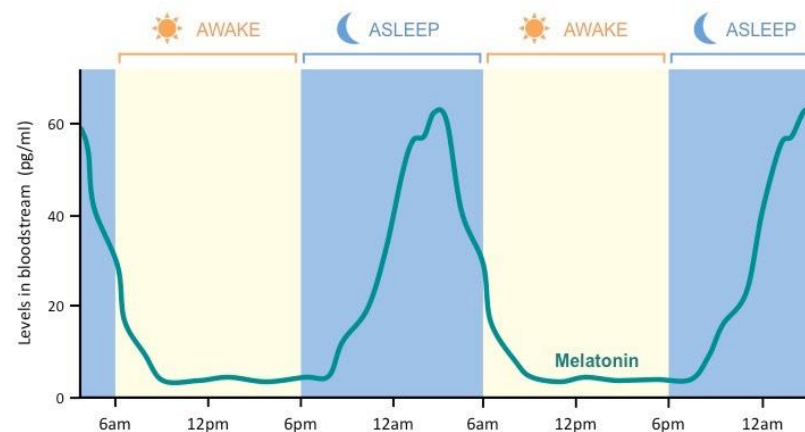 AWAKE ASLEEP AWAKE ASLEEP
Levels in bloodstream (pg/ml)
60
40
20
0
Melatonin
6am 12pm 6pm 12am 6am 12pm 6pm 12am